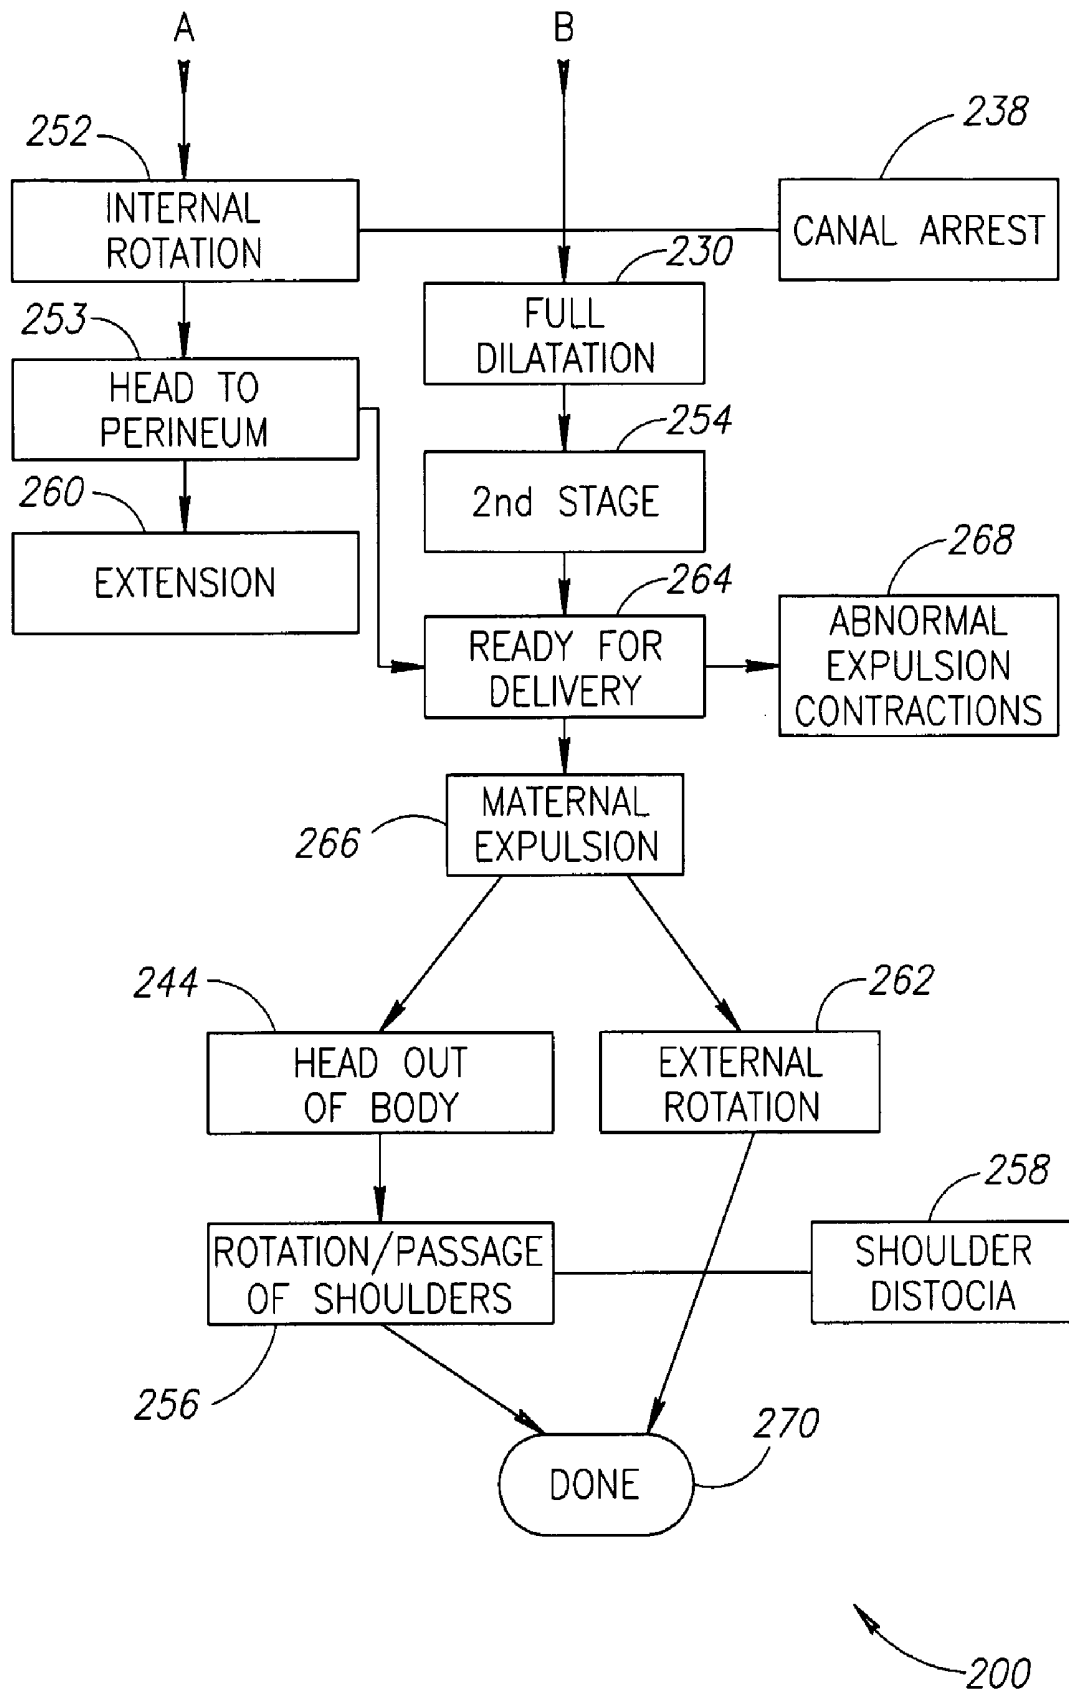 A
B
252
238
INTERNAL
ROTATION
CANAL ARREST
230
253
FULL
DILATATION
HEAD TO
PERINEUM
254
260
2nd STAGE
268
EXTENSION
264
ABNORMAL
EXPULSION
CONTRACTIONS
READY FOR
DELIVERY
MATERNAL
EXPULSION
266
244
262
HEAD OUT
OF BODY
EXTERNAL
ROTATION
258
ROTATION/PASSAGE
OF SHOULDERS
SHOULDER
DISTOCIA
256
270
DONE
200